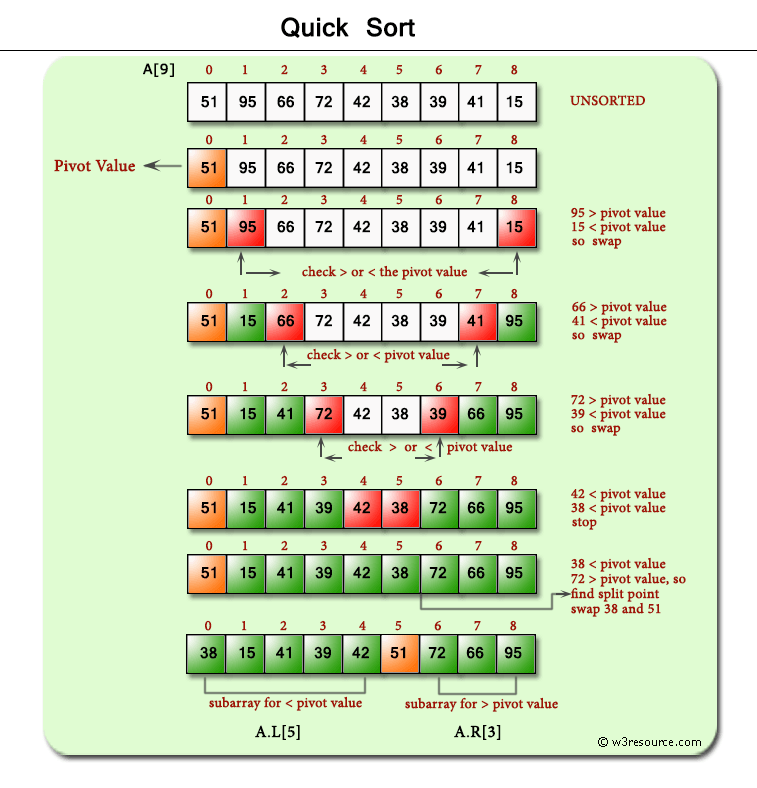 Quick Sort
A[9]
0 1 2 3 4 5 6 7 8
51 95 66 72 42 38 39 41 15
UNSORTED
0 1 2 3 4 5 6 7 8
Pivot Value
51 95 66 72 42 38 39 41 15
0 1 2 3 4 5 6 7 8
51 95 66 72 42 38 39 41 15
95 > pivot value
15 < pivot value
so swap
check > or < the pivot value
0 1 2 3 4 5 6 7 8
51 15 66 72 42 38 39 41 95
66 > pivot value
41 < pivot value
so swap
check > or < pivot value
0 1 2 3 4 5 6 7 8
51 15 41 72 42 38 39 66 95
72 > pivot value
39 < pivot value
so swap
check > or < pivot value
0 1 2 3 4 5 6 7 8
51 15 41 39 42 38 72 66 95
42 < pivot value
38 < pivot value
stop
0 1 2 3 4 5 6 7 8
51 15 41 39 42 38 72 66 95
38 < pivot value
72 > pivot value, so
find split point
swap 38 and 51
0 1 2 3 4 5 6 7 8
38 15 41 39 42 51 72 66 95
subarray for < pivot value
subarray for > pivot value
A.L[5]
A.R[3]
© w3resource.com